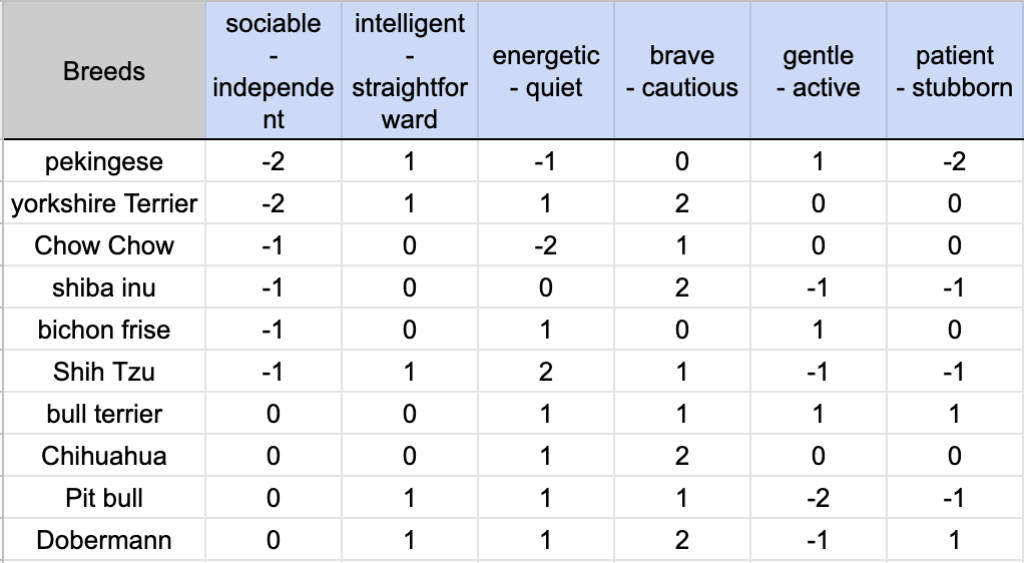 Breeds
sociable
-
independe
nt
intelligent
-
straightfor
ward
energetic
- quiet
brave
- cautious
gentle
- active
patient
- stubborn
pekingese -2 1 -1 0 1 -2
yorkshire Terrier -2 1 1 2 0 0
Chow Chow -1 0 -2 1 0 0
shiba inu -1 0 0 2 -1 -1
bichon frise -1 0 1 0 1 0
Shih Tzu -1 1 2 1 -1 -1
bull terrier 0 0 1 1 1 1
Chihuahua 0 0 1 2 0 0
Pit bull 0 1 1 1 -2 -1
Dobermann 0 1 1 2 -1 1